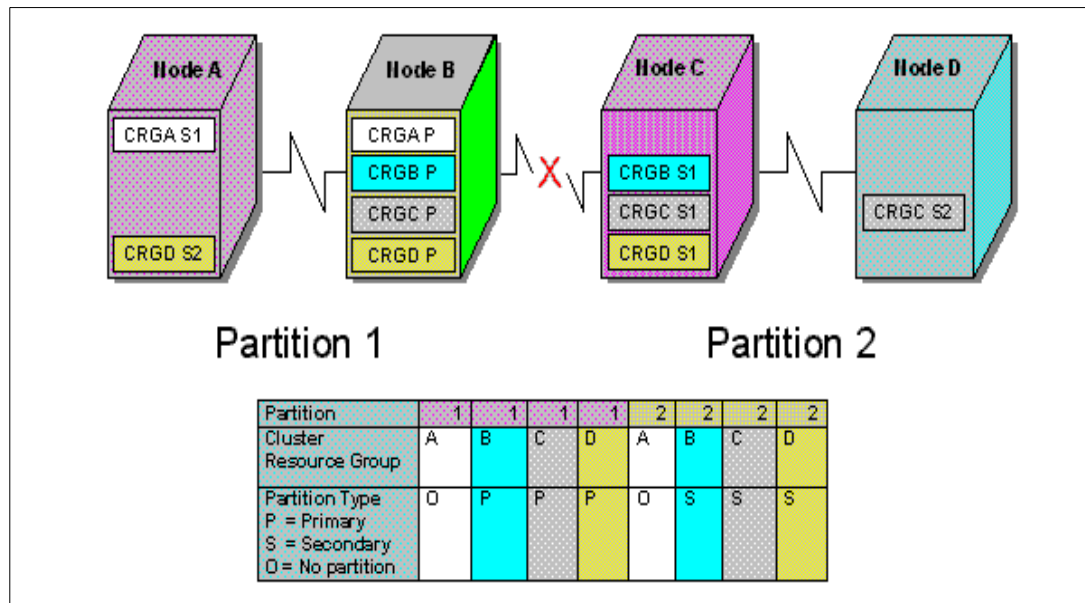 Node A
Node B
Node C
Node D
CRGA S1
CRGD S2
CRGA P
CRGB P
CRGC P
CRGD P
X
CRGB S1
CRGC S1
CRGD S1
CRGC S2
Partition 1
Partition 2
Partition 1 1 1 1 2 2 2 2
Cluster A B C D A B C D
Resource Group
Partition Type O P P P O S S S
P = Primary
S = Secondary
O = No partition